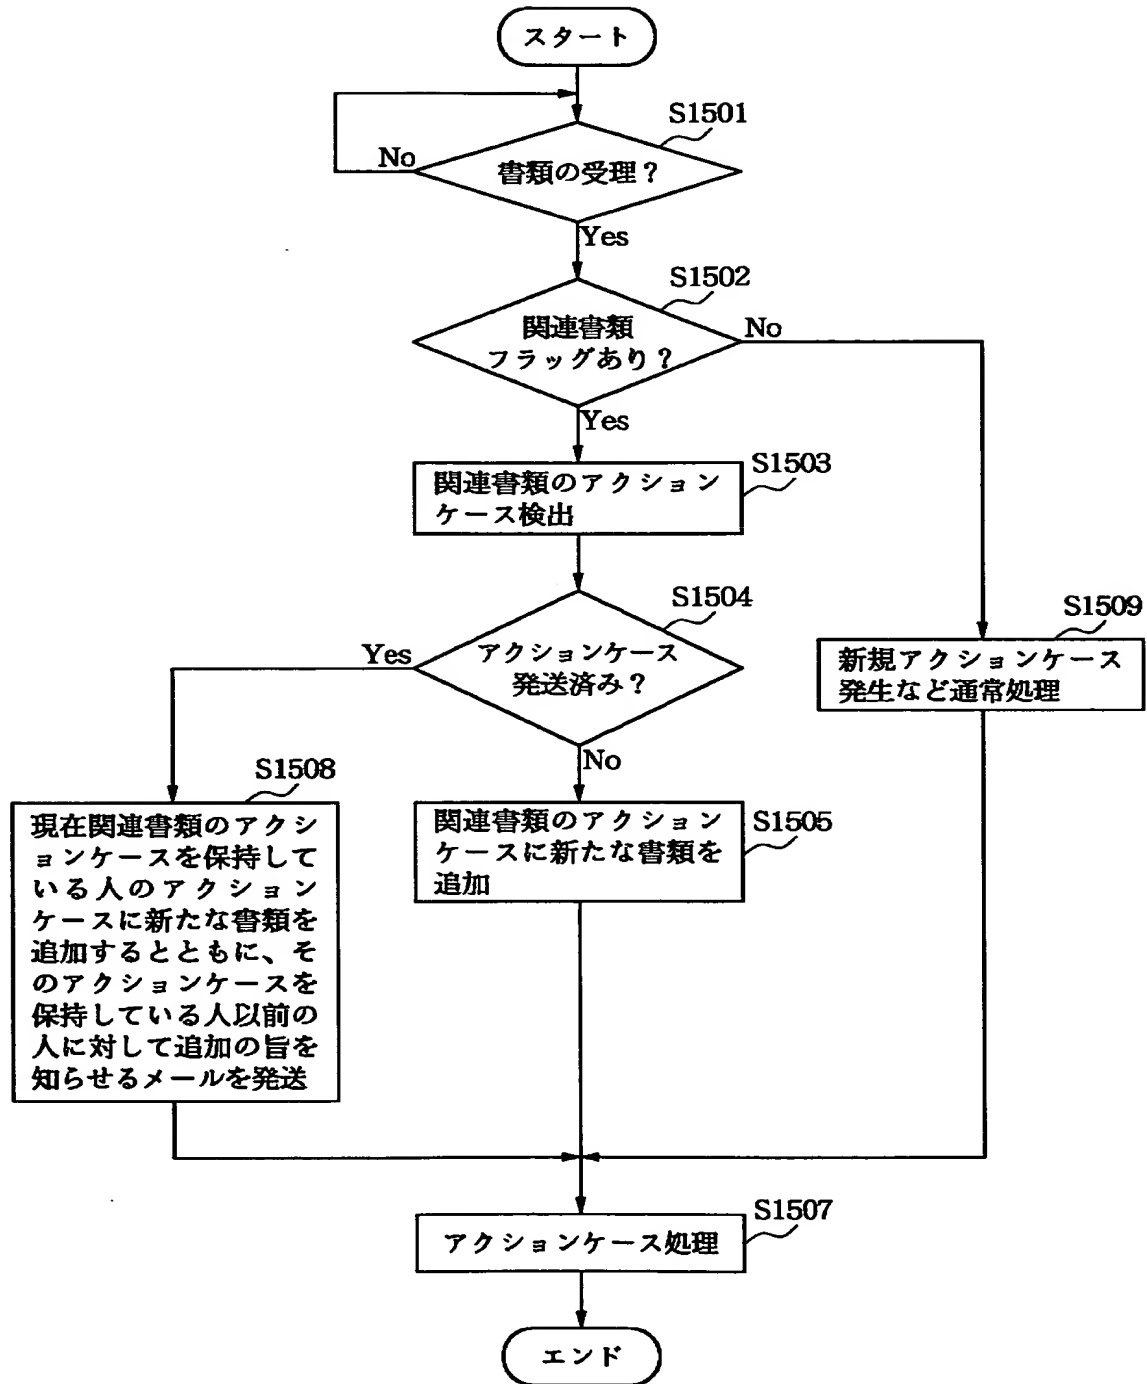 スタート
S1501
書類の受理？
No
Yes
S1502
関連書類
フラッグあり？
No
Yes
S1503
関連書類のアクション
ケース検出
S1504
アクションケース
発送済み？
Yes
No
S1509
新規アクションケース
発生など通常処理
S1508
現在関連書類のアクシ
ョンケースを保持して
いる人のアクション
ケースに新たな書類を
追加するとともに、そ
のアクションケースを
保持している人以前の
人に対して追加の旨を
知らせるメールを発送
S1505
関連書類のアクション
ケースに新たな書類を
追加
S1507
アクションケース処理
エンド